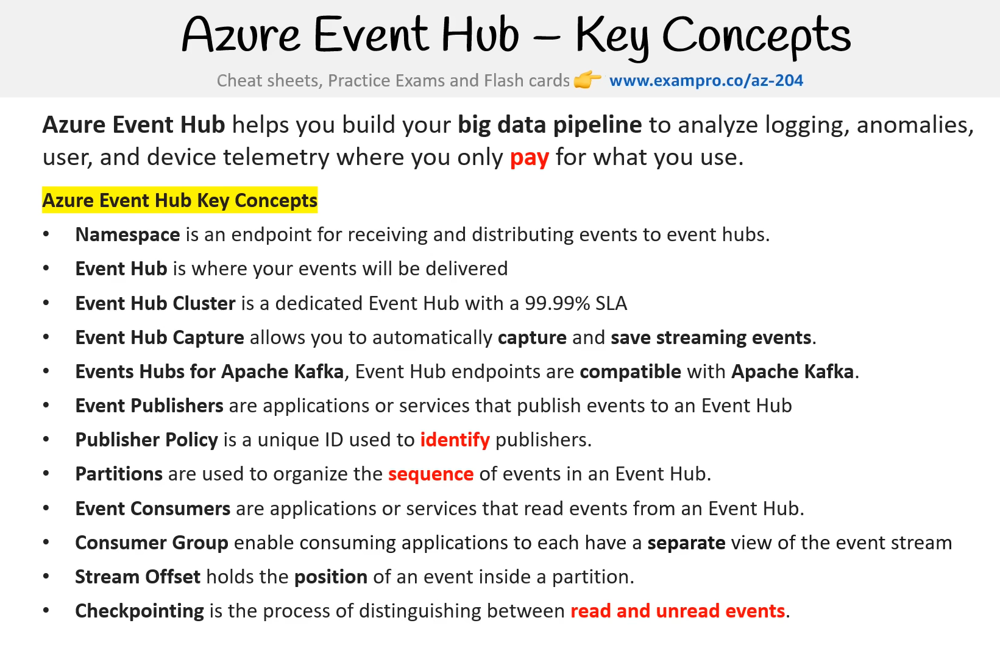 Azure Event Hub – Key Concepts
Cheat sheets, Practice Exams and Flash cards 👉 www.exampro.co/az-204
Azure Event Hub helps you build your big data pipeline to analyze logging, anomalies,
user, and device telemetry where you only pay for what you use.
Azure Event Hub Key Concepts
• Namespace is an endpoint for receiving and distributing events to event hubs.
• Event Hub is where your events will be delivered
• Event Hub Cluster is a dedicated Event Hub with a 99.99% SLA
• Event Hub Capture allows you to automatically capture and save streaming events.
• Events Hubs for Apache Kafka, Event Hub endpoints are compatible with Apache Kafka.
• Event Publishers are applications or services that publish events to an Event Hub
• Publisher Policy is a unique ID used to identify publishers.
• Partitions are used to organize the sequence of events in an Event Hub.
• Event Consumers are applications or services that read events from an Event Hub.
• Consumer Group enable consuming applications to each have a separate view of the event stream
• Stream Offset holds the position of an event inside a partition.
• Checkpointing is the process of distinguishing between read and unread events.